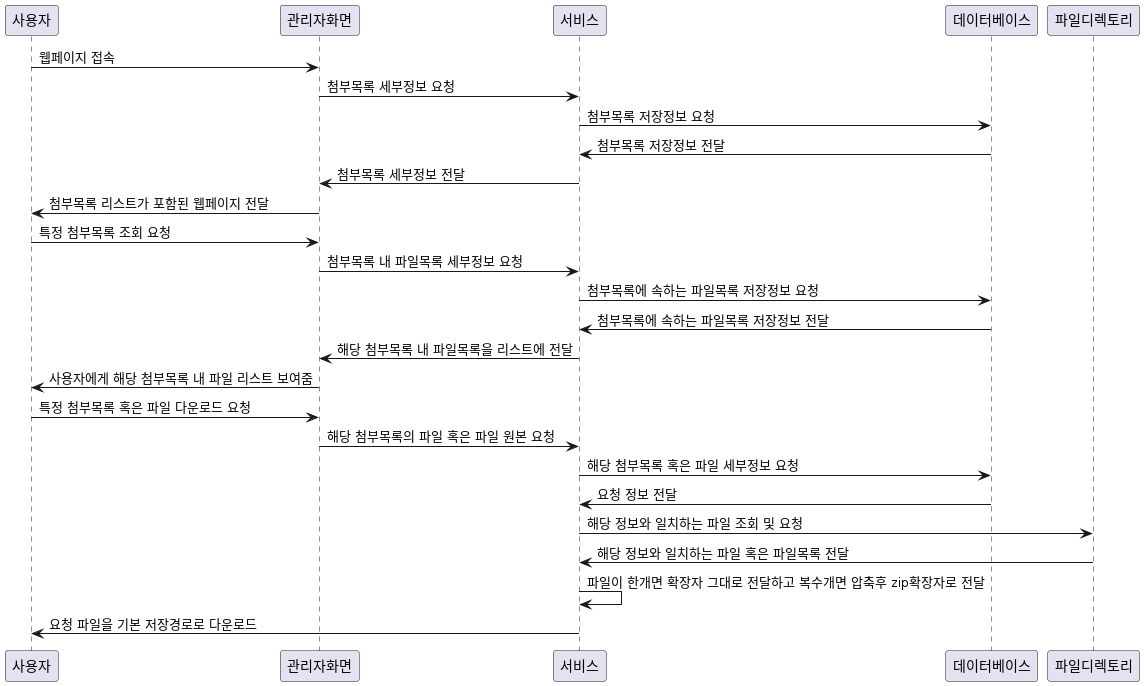 사용자
관리자화면
서비스
데이터베이스
파일디렉토리
웹페이지 접속
첨부목록 세부정보 요청
첨부목록 저장정보 요청
첨부목록 저장정보 전달
첨부목록 세부정보 전달
첨부목록 리스트가 포함된 웹페이지 전달
특정 첨부목록 조회 요청
첨부목록 내 파일목록 세부정보 요청
첨부목록에 속하는 파일목록 저장정보 요청
첨부목록에 속하는 파일목록 저장정보 전달
해당 첨부목록 내 파일목록을 리스트에 전달
사용자에게 해당 첨부목록 내 파일 리스트 보여줌
특정 첨부목록 혹은 파일 다운로드 요청
해당 첨부목록의 파일 혹은 파일 원본 요청
해당 첨부목록 혹은 파일 세부정보 요청
요청 정보 전달
해당 정보와 일치하는 파일 조회 및 요청
해당 정보와 일치하는 파일 혹은 파일목록 전달
파일이 한개면 확장자 그대로 전달하고 복수개면 압축후 zip확장자로 전달
요청 파일을 기본 저장경로로 다운로드
사용자
관리자화면
서비스
데이터베이스
파일디렉토리